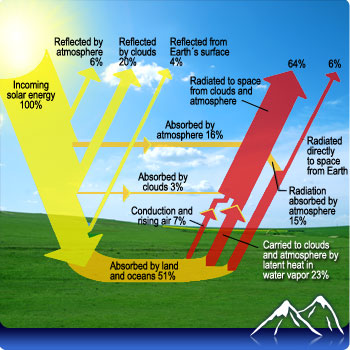 Reflected by
atmosphere
6%
Reflected
by clouds
20%
Reflected from
Earth's surface
4%
64%
6%
Incoming
solar energy
100%
Radiated to space
from clouds and
atmosphere
Absorbed by
atmosphere 16%
Radiated
directly
to space
from Earth
Absorbed by
clouds 3%
Radiation
absorbed by
atmosphere
15%
Conduction and
rising air 7%
Carried to clouds
and atmosphere by
latent heat in
water vapor 23%
Absorbed by land
and oceans 51%